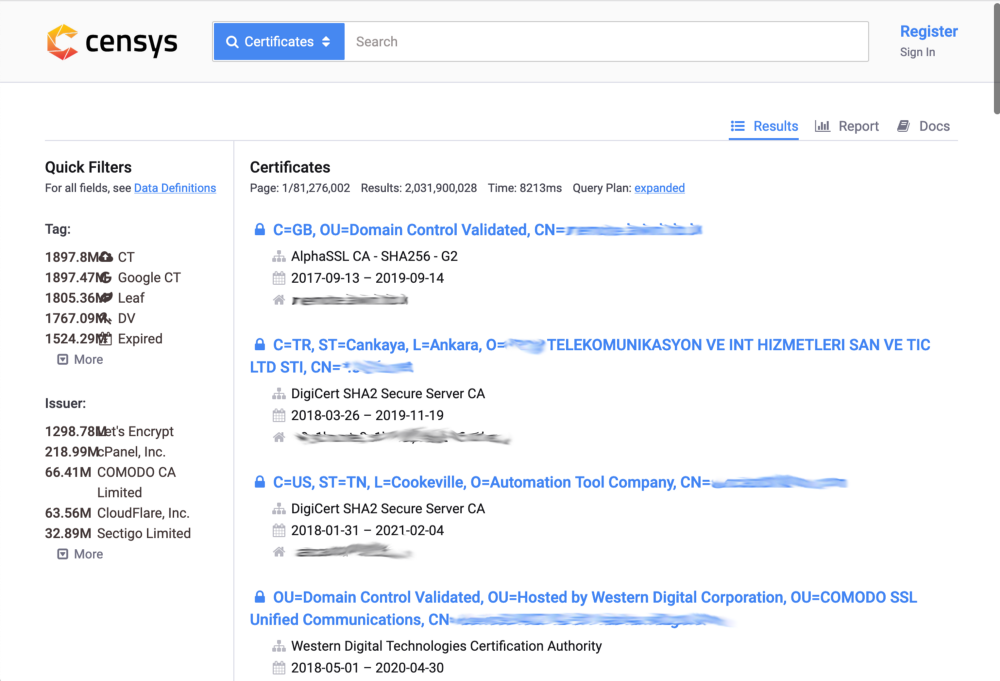 censys
Certificates
Search
Register
Sign In
Results
Report
Docs
Quick Filters
For all fields, see Data Definitions
Tag:
1897.8M CT
1897.47M Google CT
1805.36M Leaf
1767.09M DV
1524.29M Expired
More
Issuer:
1298.78M Let's Encrypt
218.99M cPanel, Inc.
66.41M COMODO CA
Limited
63.56M CloudFlare, Inc.
32.89M Sectigo Limited
More
Certificates
Page: 1/81,276,002 Results: 2,031,900,028 Time: 8213ms Query Plan: expanded
C=GB, OU=Domain Control Validated, CN=
AlphaSSL CA - SHA256 - G2
2017-09-13 – 2019-09-14
C=TR, ST=Cankaya, L=Ankara, O= TELEKOMUNIKASYON VE INT HIZMETLERI SAN VE TIC
LTD STI, CN=
DigiCert SHA2 Secure Server CA
2018-03-26 – 2019-11-19
C=US, ST=TN, L=Cookeville, O=Automation Tool Company, CN=
DigiCert SHA2 Secure Server CA
2018-01-31 – 2021-02-04
OU=Domain Control Validated, OU=Hosted by Western Digital Corporation, OU=COMODO SSL
Unified Communications, CN
Western Digital Technologies Certification Authority
2018-05-01 – 2020-04-30